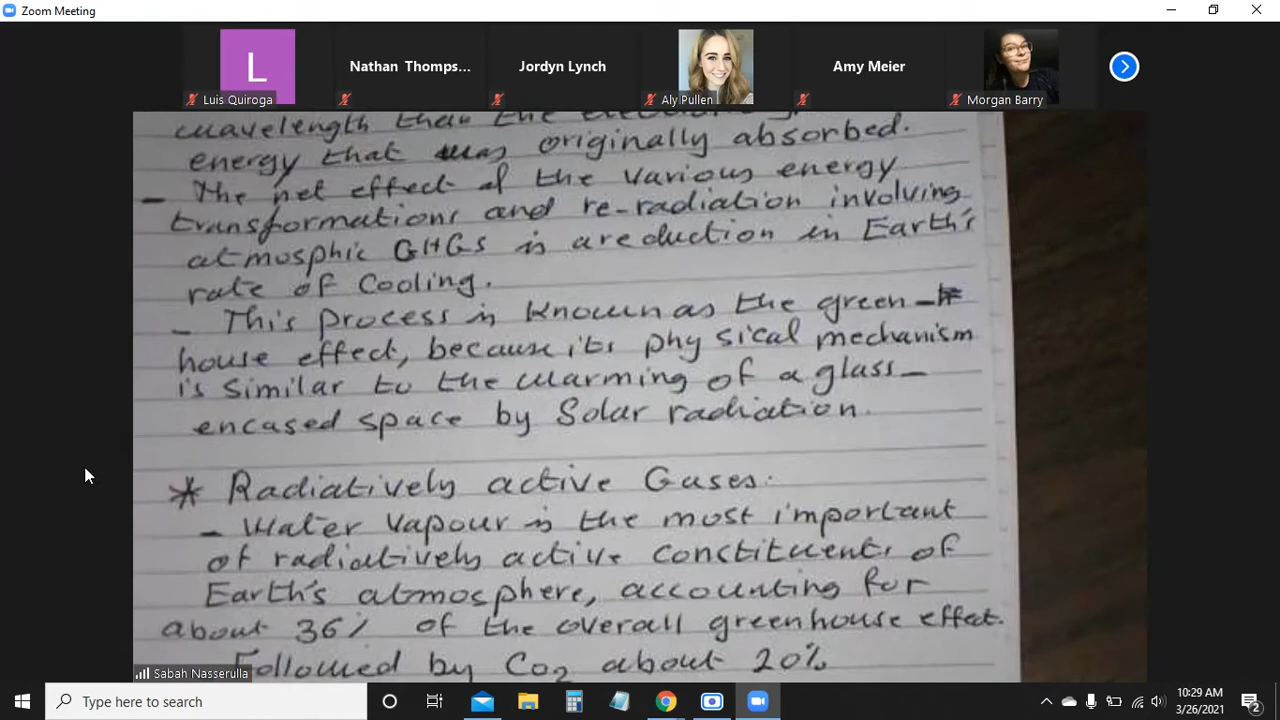 Zoom Meeting
L
Luis Quiroga
Nathan Thomps...
Jordyn Lynch
Aly Pullen
Amy Meier
Morgan Barry
wavelength than the
energy that was originally absorbed.
- The net effect of the various energy
transformations and re-radiation involving
atmosphic GHGs is a reduction in Earth's
rate of Cooling.
- This process is known as the green-
house effect, because its physical mechanism
is similar to the warming of a glass-
encased space by Solar radiation.
* Radiatively active Gases.
- Water vapour is the most important
of radiatively active constituents of
Earth's atmosphere, accounting for
about 36% of the overall greenhouse effect.
Followed by Co2 about 20%
Sabah Nasserulla
Type here to search
10:29 AM
3/26/2021
2